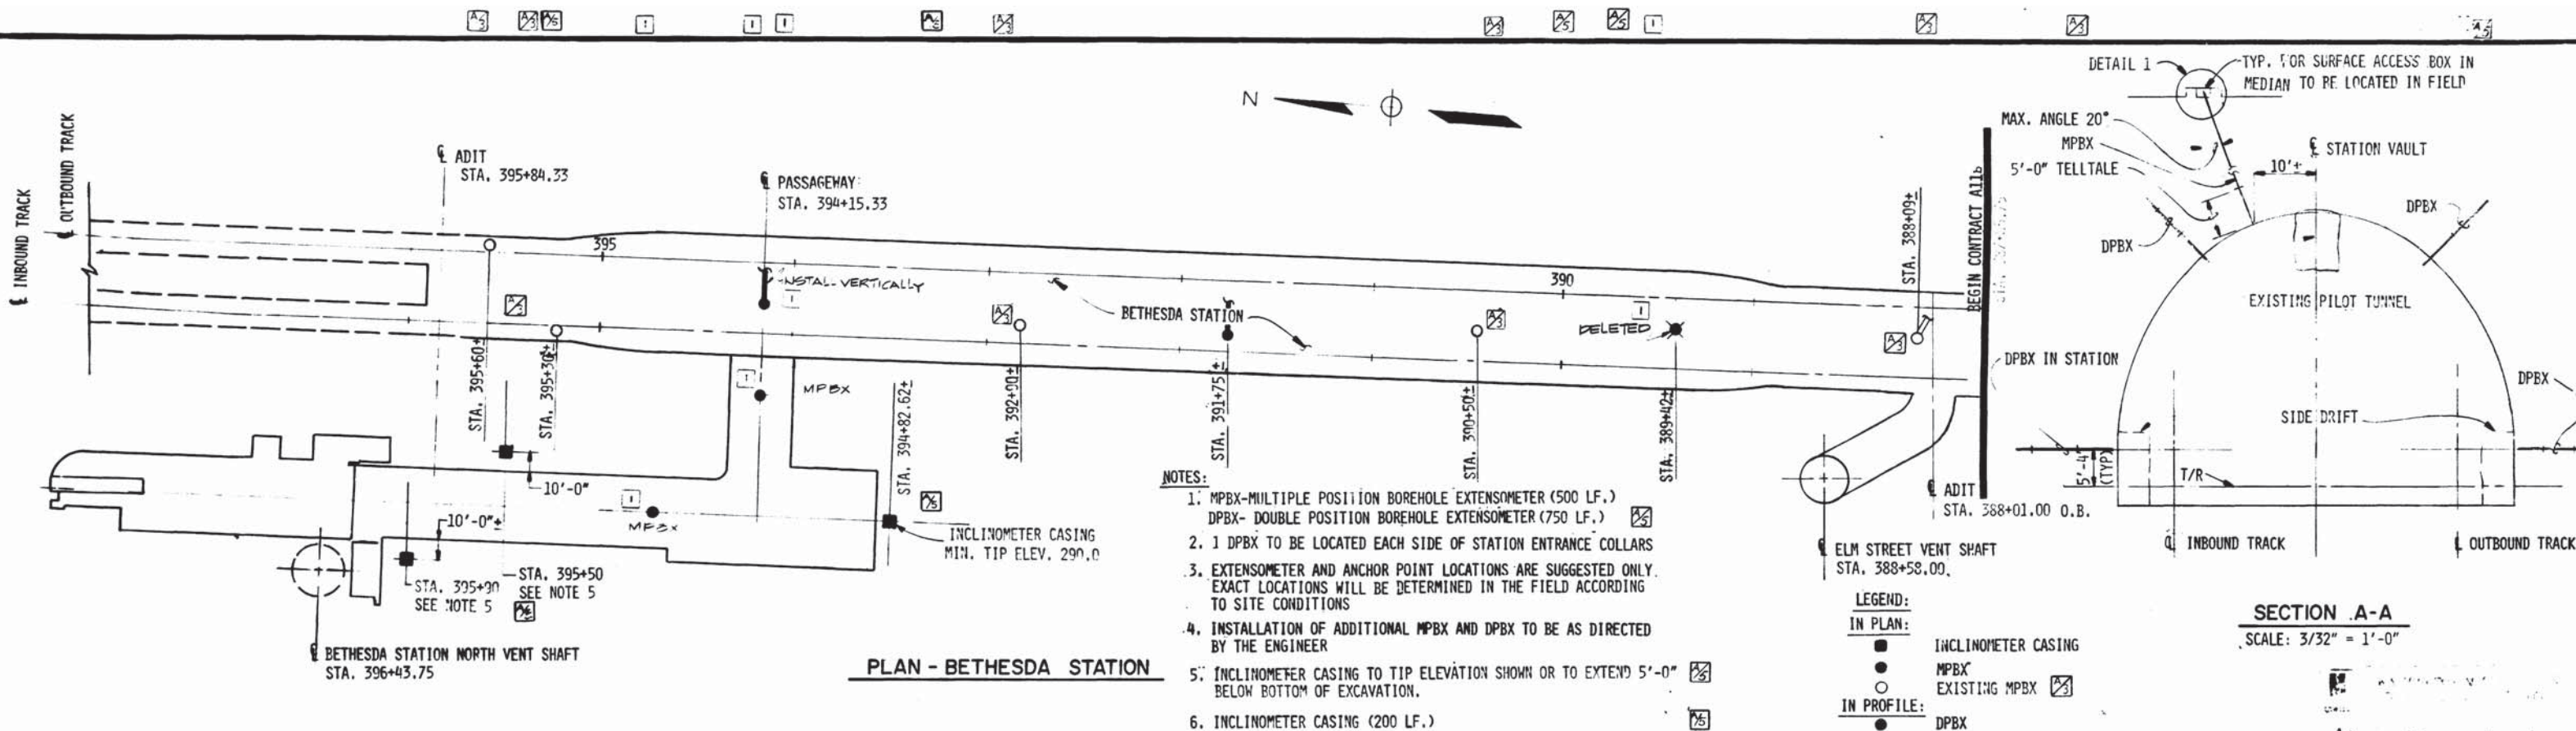 N
INBOUND TRACK
OUTBOUND TRACK
℄ ADIT
STA. 395+84.33
℄ PASSAGEWAY
STA. 394+15.33
INSTALL VERTICALLY
395
390
BETHESDA STATION
DELETED
STA. 388+09±
BEGIN CONTRACT A11b
STA. 395+60±
STA. 395+30±
MPBX
STA. 394+82.62±
STA. 392+90±
STA. 391+75±
STA. 390+50±
STA. 389+42±
10'-0"
10'-0"±
MPBX
INCLINOMETER CASING
MIN. TIP ELEV. 290.0
STA. 395+90
SEE NOTE 5
STA. 395+50
SEE NOTE 5
℄ BETHESDA STATION NORTH VENT SHAFT
STA. 396+43.75
PLAN - BETHESDA STATION
℄ ADIT
STA. 388+01.00 O.B.
℄ ELM STREET VENT SHAFT
STA. 388+58.00
NOTES:
1. MPBX-MULTIPLE POSITION BOREHOLE EXTENSOMETER (500 LF.)
DPBX- DOUBLE POSITION BOREHOLE EXTENSOMETER (750 LF.)
2. 1 DPBX TO BE LOCATED EACH SIDE OF STATION ENTRANCE COLLARS
3. EXTENSOMETER AND ANCHOR POINT LOCATIONS ARE SUGGESTED ONLY.
EXACT LOCATIONS WILL BE DETERMINED IN THE FIELD ACCORDING
TO SITE CONDITIONS
4. INSTALLATION OF ADDITIONAL MPBX AND DPBX TO BE AS DIRECTED
BY THE ENGINEER
5. INCLINOMETER CASING TO TIP ELEVATION SHOWN OR TO EXTEND 5'-0"
BELOW BOTTOM OF EXCAVATION.
6. INCLINOMETER CASING (200 LF.)
LEGEND:
IN PLAN:
INCLINOMETER CASING
MPBX
EXISTING MPBX
IN PROFILE:
DPBX
DETAIL 1
TYP. FOR SURFACE ACCESS BOX IN
MEDIAN TO BE LOCATED IN FIELD
MAX. ANGLE 20°
MPBX
5'-0" TELLTALE
10'±
℄ STATION VAULT
DPBX
DPBX
EXISTING PILOT TUNNEL
DPBX IN STATION
DPBX
SIDE DRIFT
5'-4"
(TYP)
T/R
℄ INBOUND TRACK
℄ OUTBOUND TRACK
SECTION A-A
SCALE: 3/32" = 1'-0"